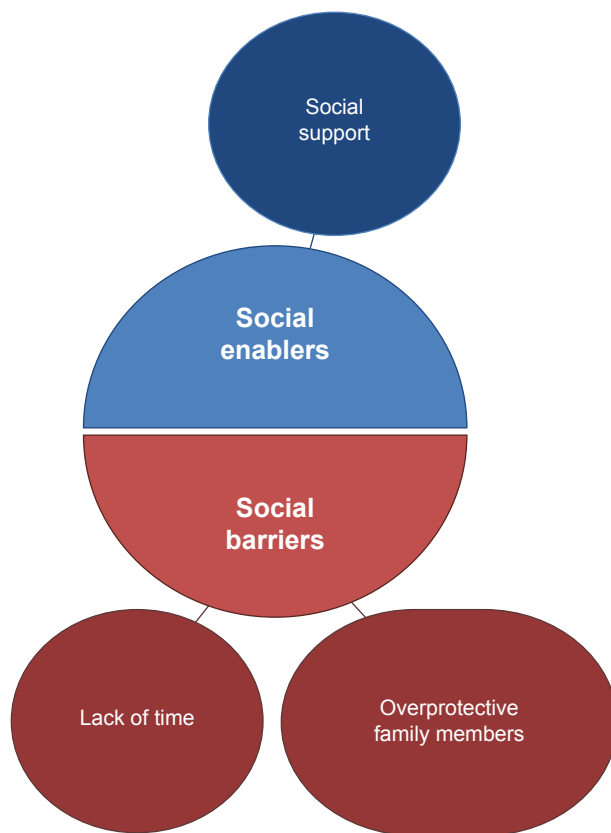 Social
support
Social
enablers
Social
barriers
Lack of time
Overprotective
family members